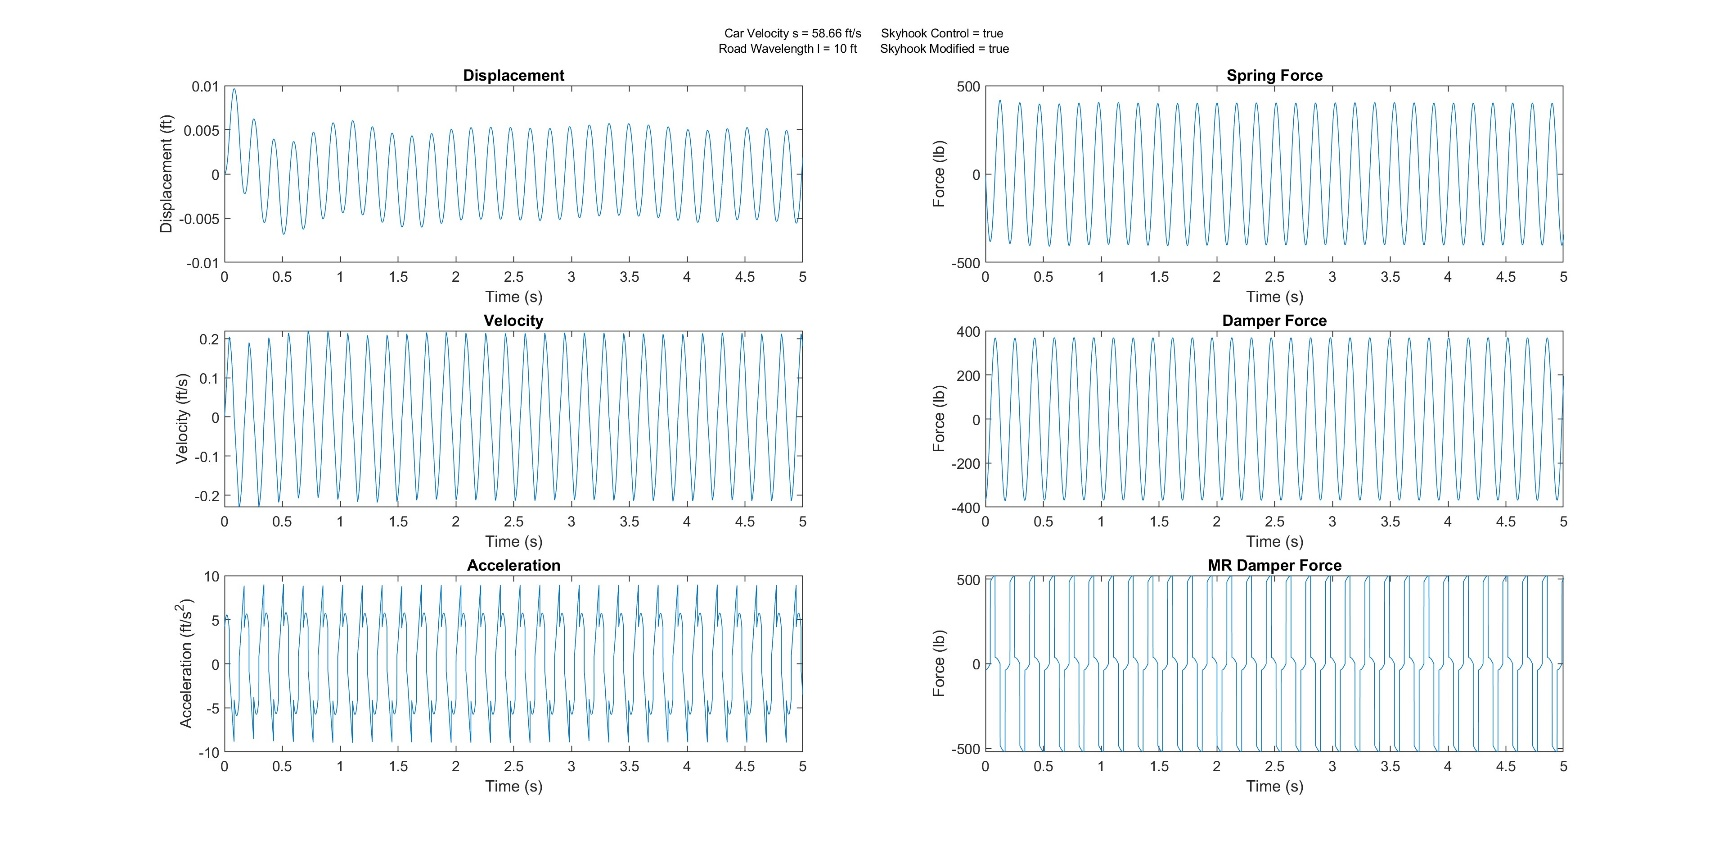 Car Velocity s = 58.66 ft/s Skyhook Control = true
Road Wavelength l = 10 ft Skyhook Modified = true
Displacement
0.01
0.005
0
-0.005
-0.01
Displacement (ft)
0 0.5 1 1.5 2 2.5 3 3.5 4 4.5 5
Time (s)
Spring Force
500
0
-500
Force (lb)
0 0.5 1 1.5 2 2.5 3 3.5 4 4.5 5
Time (s)
Velocity
0.2
0.1
0
-0.1
-0.2
Velocity (ft/s)
0 0.5 1 1.5 2 2.5 3 3.5 4 4.5 5
Time (s)
Damper Force
400
200
0
-200
-400
Force (lb)
0 0.5 1 1.5 2 2.5 3 3.5 4 4.5 5
Time (s)
Acceleration
10
5
0
-5
-10
Acceleration (ft/s²)
0 0.5 1 1.5 2 2.5 3 3.5 4 4.5 5
Time (s)
MR Damper Force
500
0
-500
Force (lb)
0 0.5 1 1.5 2 2.5 3 3.5 4 4.5 5
Time (s)